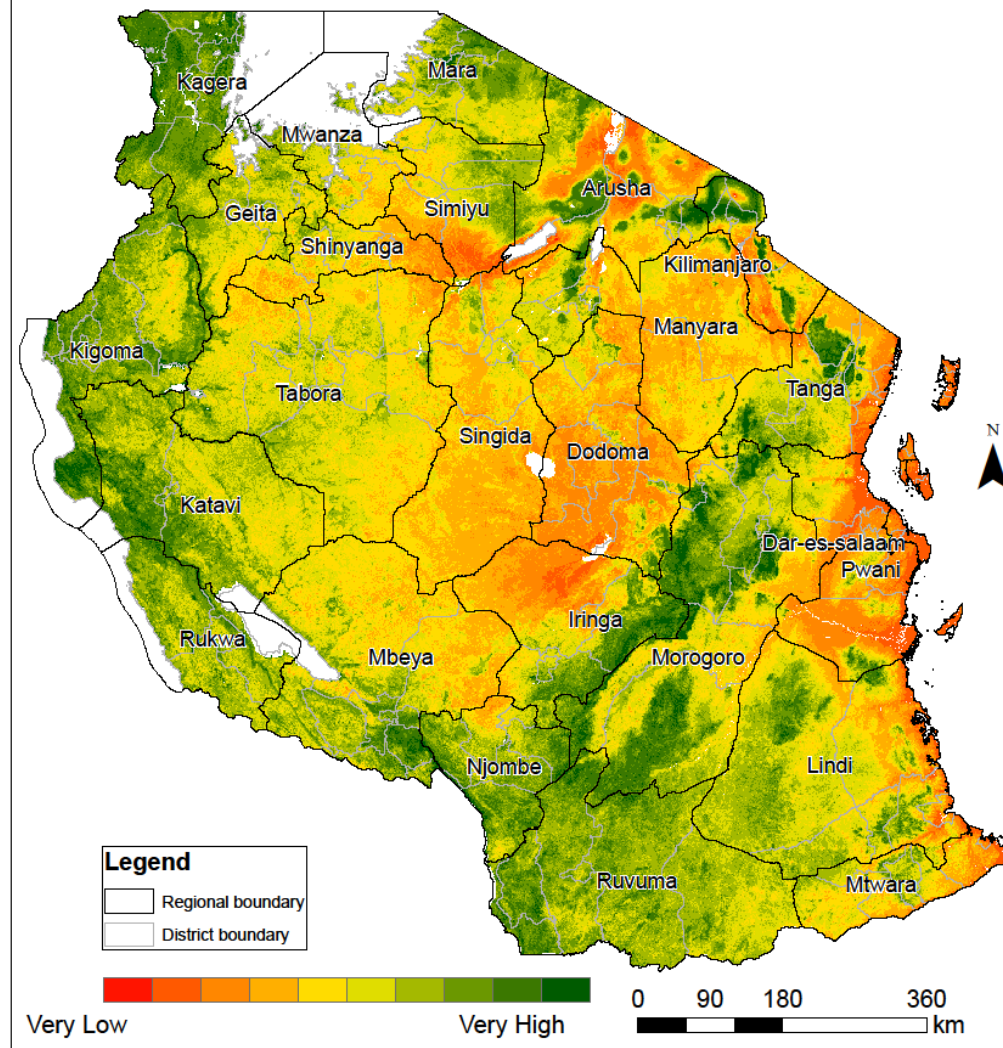 Kagera
Mara
Mwanza
Arusha
Geita
Simiyu
Shinyanga
Kilimanjaro
Manyara
Kigoma
Tabora
Tanga
Singida
Dodoma
N
Katavi
Dar-es-salaam
Pwani
Iringa
Rukwa
Mbeya
Morogoro
Njombe
Lindi
Ruvuma
Mtwara
Legend
Regional boundary
District boundary
Very Low
Very High
0 90 180 360
km